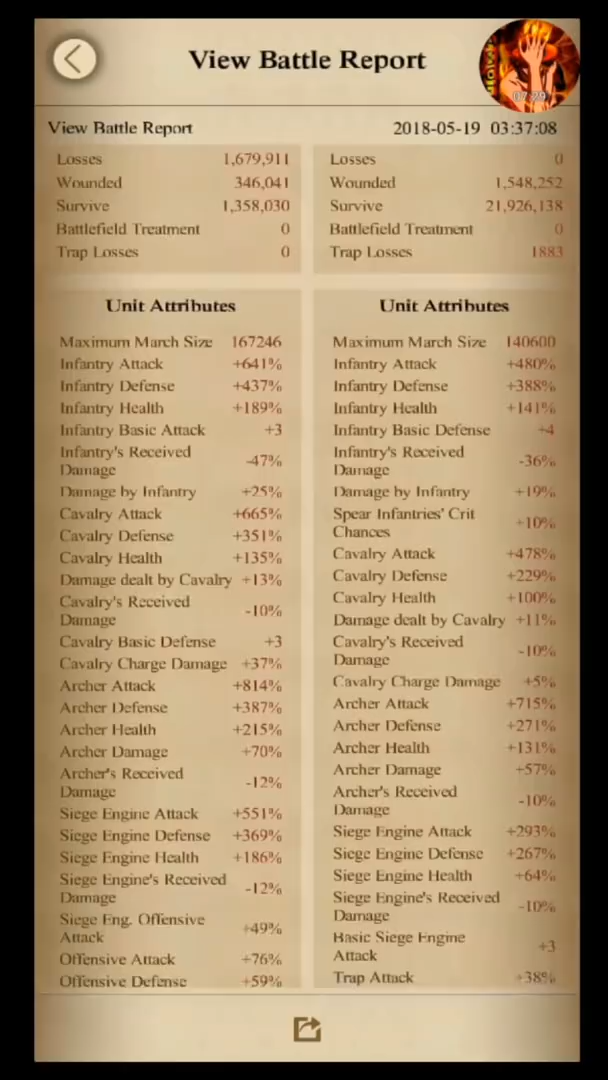 View Battle Report
View Battle Report 2018-05-19 03:37:08
Losses 1,679,911
Wounded 346,041
Survive 1,358,030
Battlefield Treatment 0
Trap Losses 0
Losses 0
Wounded 1,548,252
Survive 21,926,138
Battlefield Treatment 0
Trap Losses 1883
Unit Attributes
Maximum March Size 167246
Infantry Attack +641%
Infantry Defense +437%
Infantry Health +189%
Infantry Basic Attack +3
Infantry's Received
Damage -47%
Damage by Infantry +25%
Cavalry Attack +665%
Cavalry Defense +351%
Cavalry Health +135%
Damage dealt by Cavalry +13%
Cavalry's Received
Damage -10%
Cavalry Basic Defense +3
Cavalry Charge Damage +37%
Archer Attack +814%
Archer Defense +387%
Archer Health +215%
Archer Damage +70%
Archer's Received
Damage -12%
Siege Engine Attack +551%
Siege Engine Defense +369%
Siege Engine Health +186%
Siege Engine's Received
Damage -12%
Siege Eng. Offensive
Attack +49%
Offensive Attack +76%
Offensive Defense +59%
Unit Attributes
Maximum March Size 140600
Infantry Attack +480%
Infantry Defense +388%
Infantry Health +141%
Infantry Basic Defense +4
Infantry's Received
Damage -36%
Damage by Infantry +19%
Spear Infantries' Crit
Chances +10%
Cavalry Attack +478%
Cavalry Defense +229%
Cavalry Health +100%
Damage dealt by Cavalry +11%
Cavalry's Received
Damage -10%
Cavalry Charge Damage +5%
Archer Attack +715%
Archer Defense +271%
Archer Health +131%
Archer Damage +57%
Archer's Received
Damage -10%
Siege Engine Attack +293%
Siege Engine Defense +267%
Siege Engine Health +64%
Siege Engine's Received
Damage -10%
Basic Siege Engine
Attack +3
Trap Attack +38%